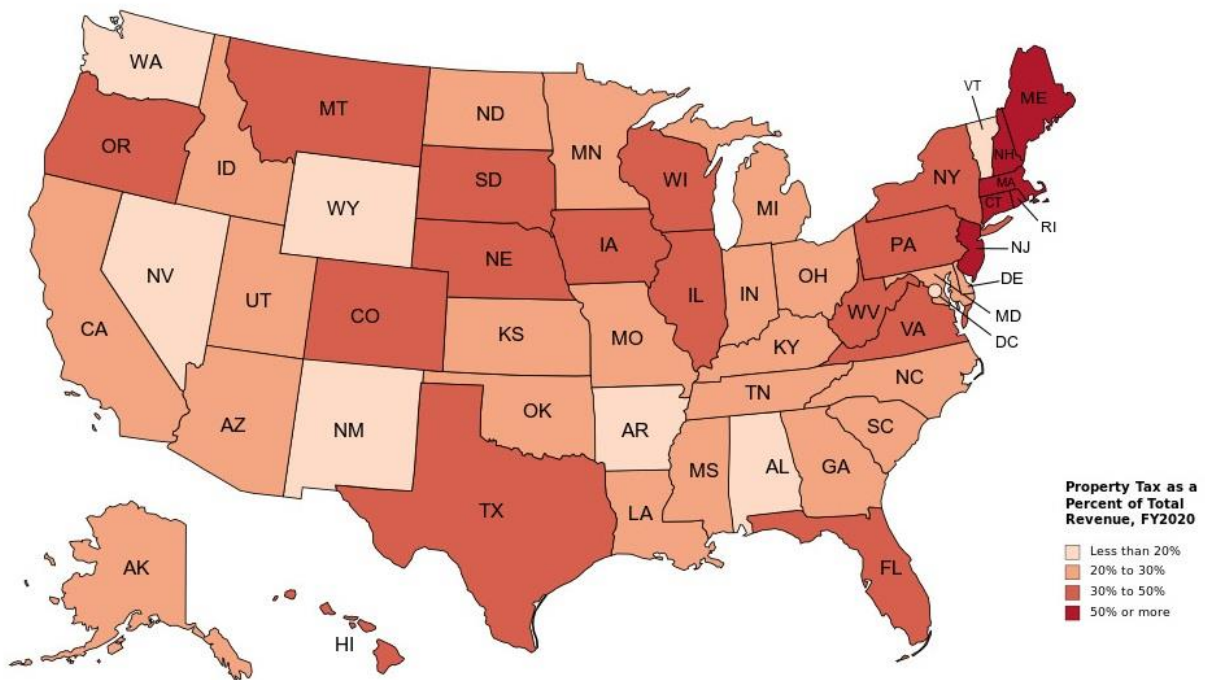 WA
VT
ME
MT
ND
OR
MN
NH
ID
SD
WI
NY
MA
WY
CT
MI
RI
IA
PA
NJ
NE
NV
OH
DE
UT
IL
IN
CA
CO
WV
MD
VA
KS
MO
DC
KY
NC
TN
OK
AZ
NM
AR
SC
MS
AL
GA
TX
LA
AK
FL
HI
Property Tax as a
Percent of Total
Revenue, FY2020
Less than 20%
20% to 30%
30% to 50%
50% or more